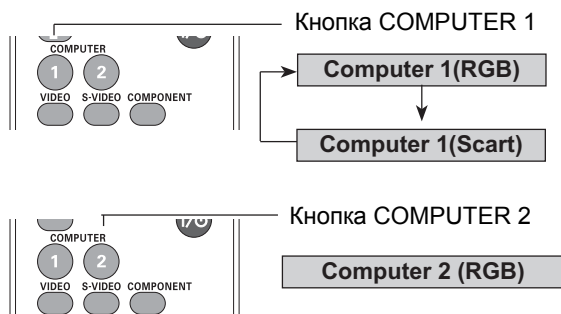 Кнопка COMPUTER 1
COMPUTER
1 2
VIDEO S-VIDEO COMPONENT
Computer 1(RGB)
Computer 1(Scart)
Кнопка COMPUTER 2
COMPUTER
1 2
VIDEO S-VIDEO COMPONENT
Computer 2 (RGB)